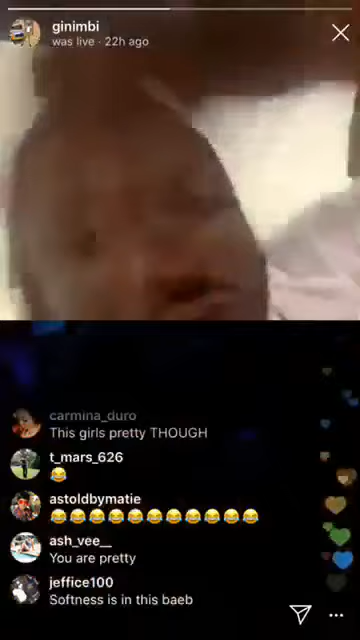 ginimbi
was live · 22h ago
carmina_duro
This girls pretty THOUGH
t_mars_626
😂
astoldbymatie
😂😂😂😂😂😂😂😂😂😂😂
ash_vee__
You are pretty
jeffice100
Softness is in this baeb